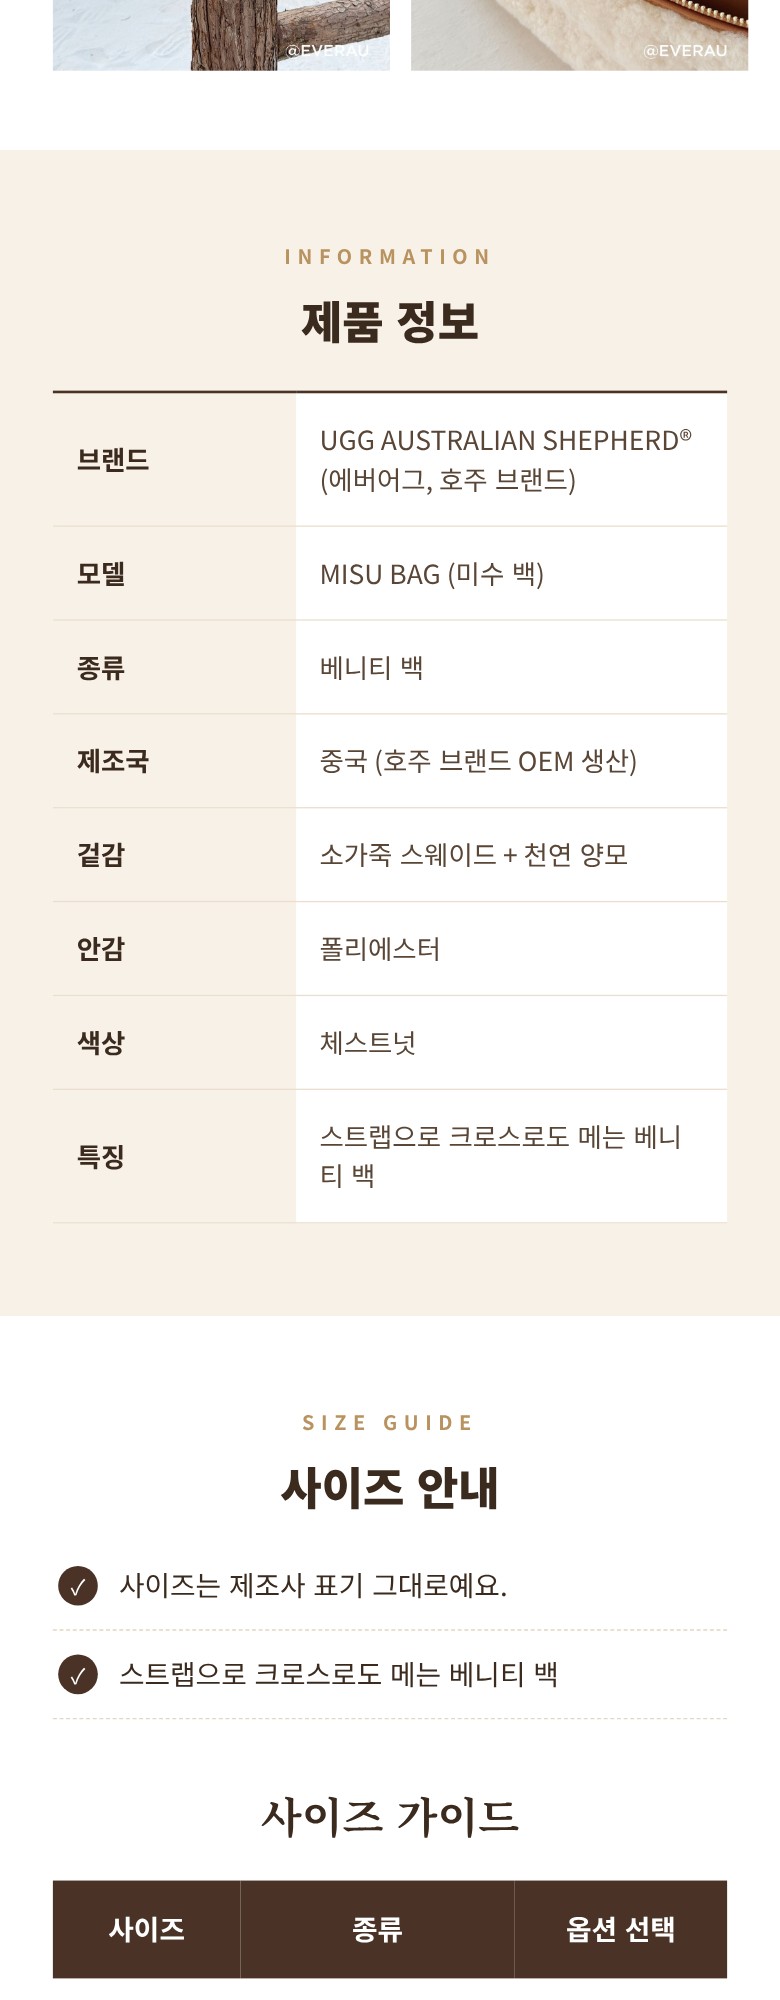 @EVERAU
@EVERAU
INFORMATION
제품 정보
브랜드
UGG AUSTRALIAN SHEPHERD®
(에버어그, 호주 브랜드)
모델
MISU BAG (미수 백)
종류
베니티 백
제조국
중국 (호주 브랜드 OEM 생산)
겉감
소가죽 스웨이드 + 천연 양모
안감
폴리에스터
색상
체스트넛
특징
스트랩으로 크로스로도 메는 베니
티 백
SIZE GUIDE
사이즈 안내
사이즈는 제조사 표기 그대로예요.
스트랩으로 크로스로도 메는 베니티 백
사이즈 가이드
사이즈 종류 옵션 선택